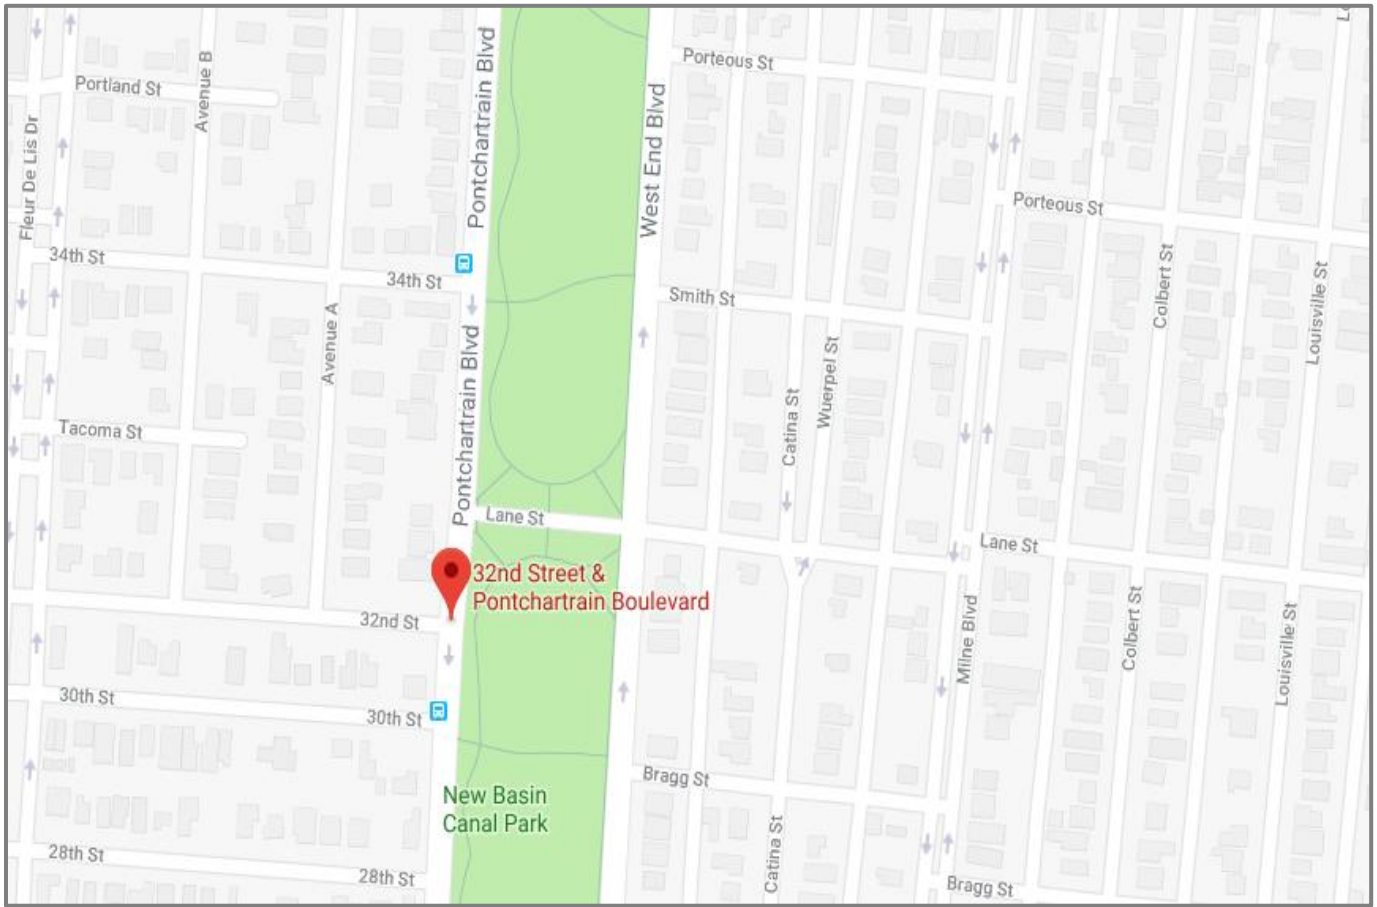 Porteous St
Portland St
Avenue B
Pontchartrain Blvd
West End Blvd
Fleur De Lis Dr
Porteous St
34th St
34th St
Smith St
Colbert St
Louisville St
Avenue A
Pontchartrain Blvd
Wuerpel St
Catina St
Tacoma St
Lane St
Lane St
32nd Street &
Pontchartrain Boulevard
32nd St
Milne Blvd
Colbert St
Louisville St
30th St
30th St
Bragg St
New Basin
Canal Park
Catina St
28th St
28th St
Bragg St